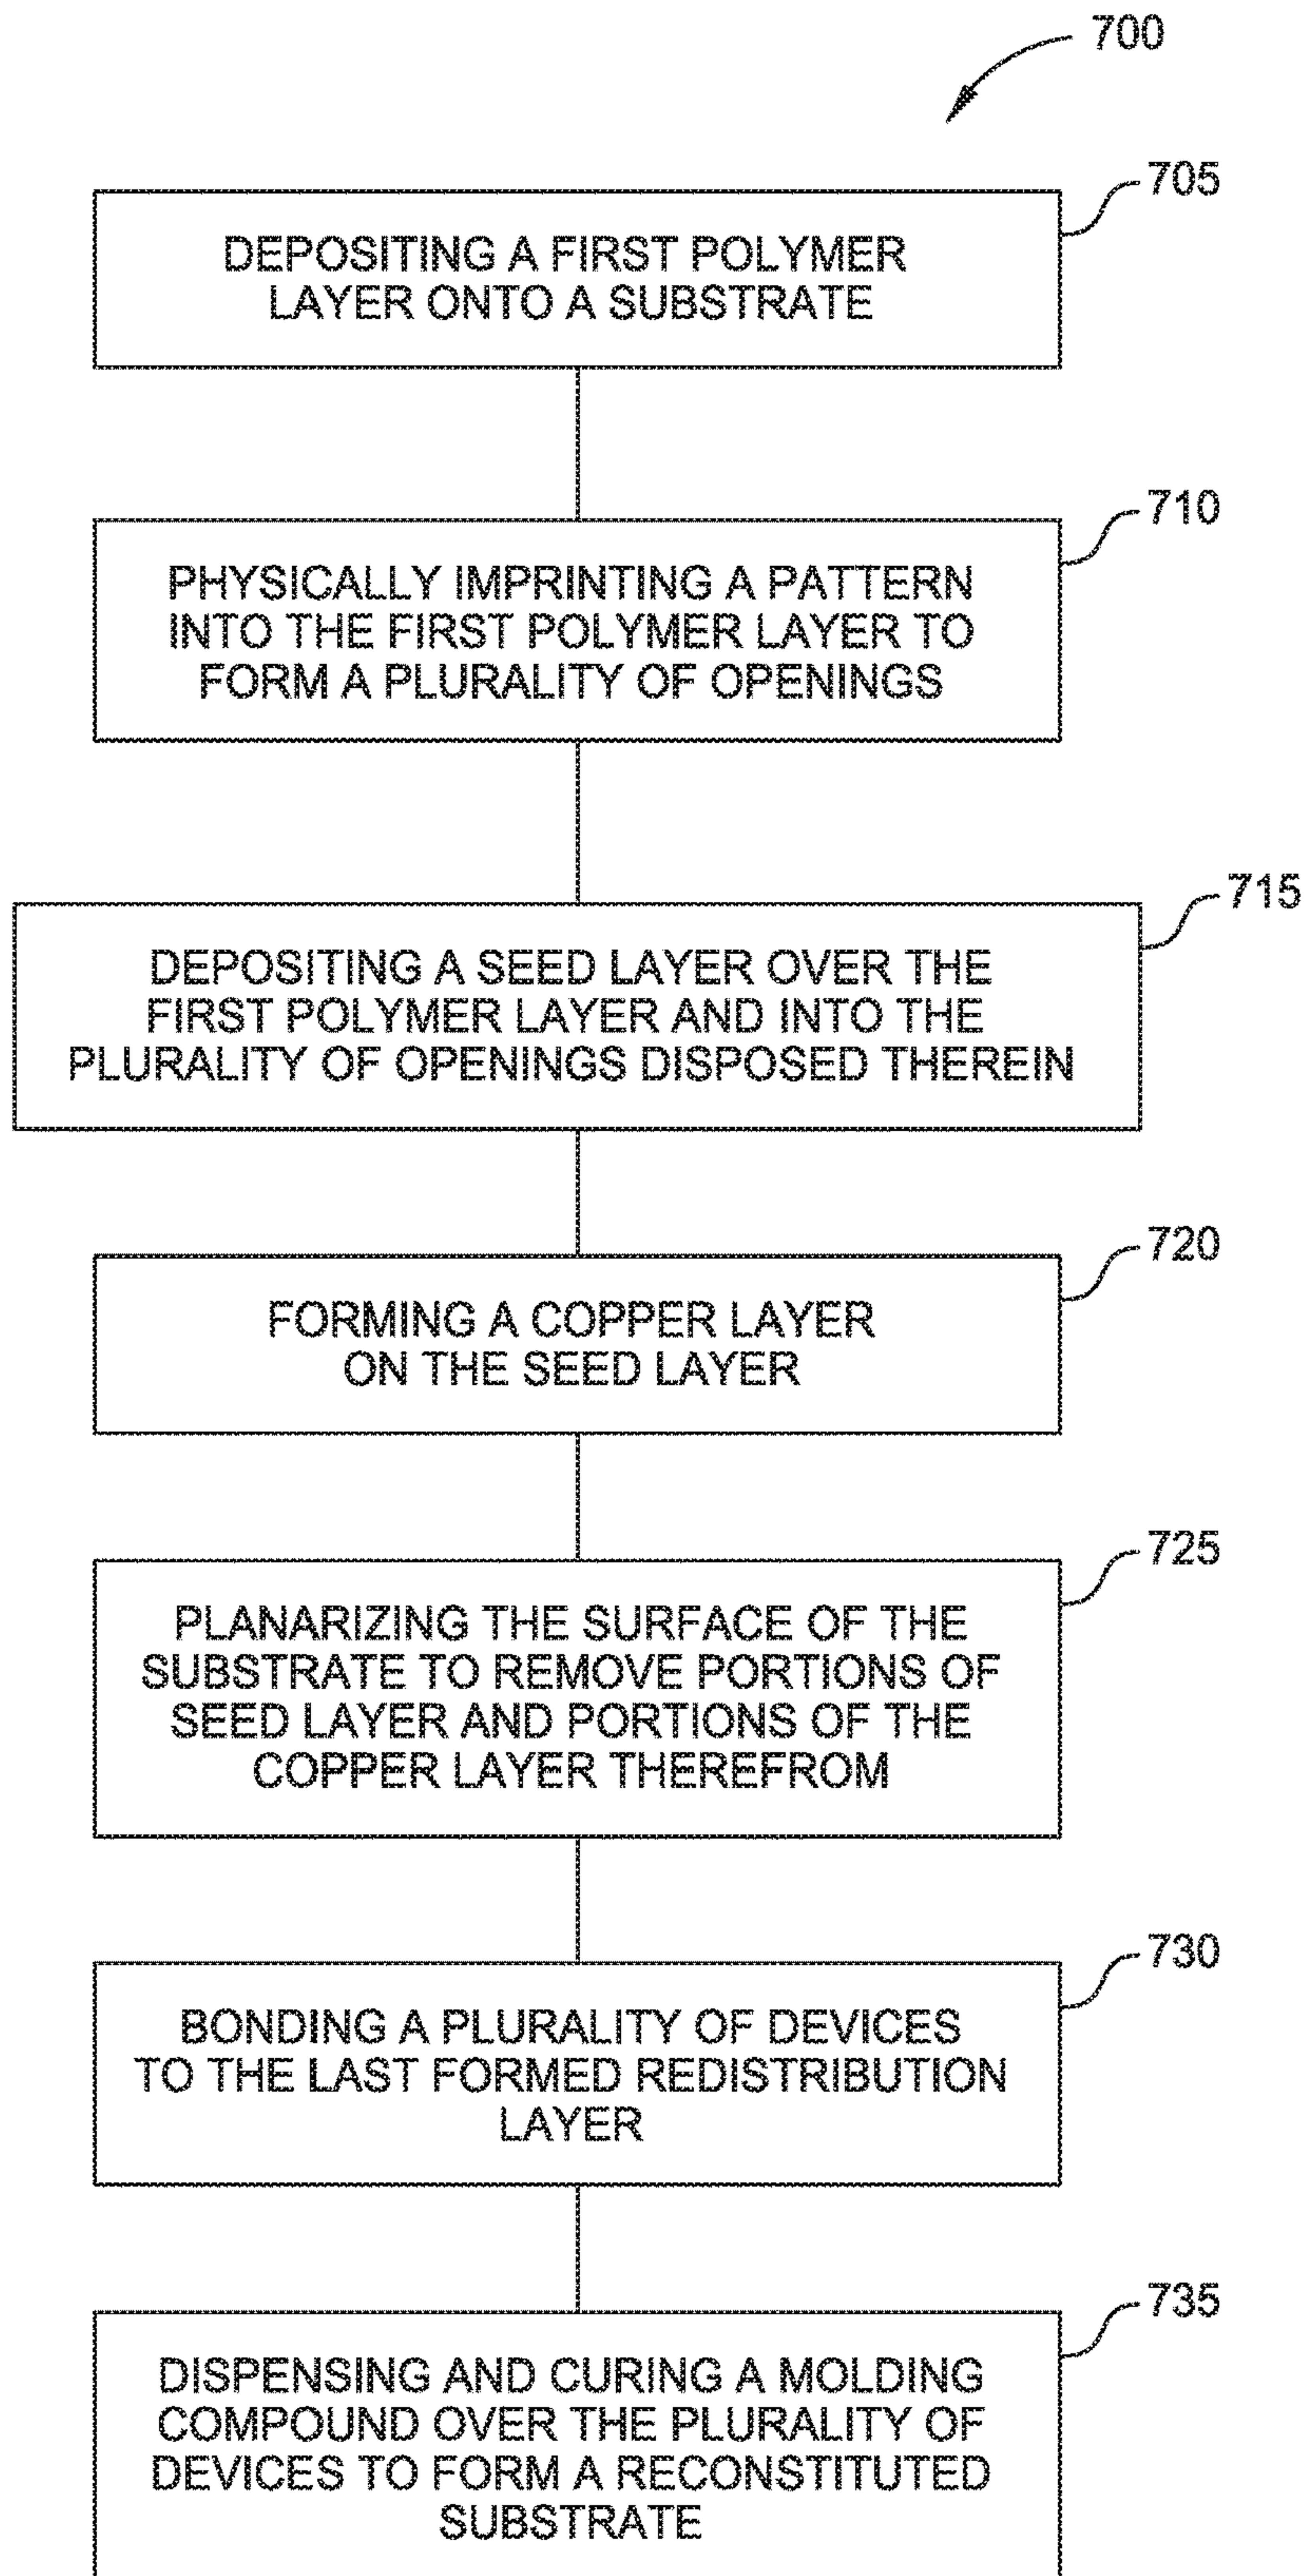 700
705
DEPOSITING A FIRST POLYMER
LAYER ONTO A SUBSTRATE
710
PHYSICALLY IMPRINTING A PATTERN
INTO THE FIRST POLYMER LAYER TO
FORM A PLURALITY OF OPENINGS
715
DEPOSITING A SEED LAYER OVER THE
FIRST POLYMER LAYER AND INTO THE
PLURALITY OF OPENINGS DISPOSED THEREIN
720
FORMING A COPPER LAYER
ON THE SEED LAYER
725
PLANARIZING THE SURFACE OF THE
SUBSTRATE TO REMOVE PORTIONS OF
SEED LAYER AND PORTIONS OF THE
COPPER LAYER THEREFROM
730
BONDING A PLURALITY OF DEVICES
TO THE LAST FORMED REDISTRIBUTION
LAYER
735
DISPENSING AND CURING A MOLDING
COMPOUND OVER THE PLURALITY OF
DEVICES TO FORM A RECONSTITUTED
SUBSTRATE